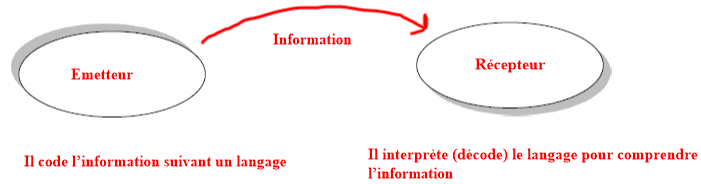 Information
Emetteur
Récepteur
Il code l’information suivant un langage
Il interprète (décode) le langage pour comprendre
l’information